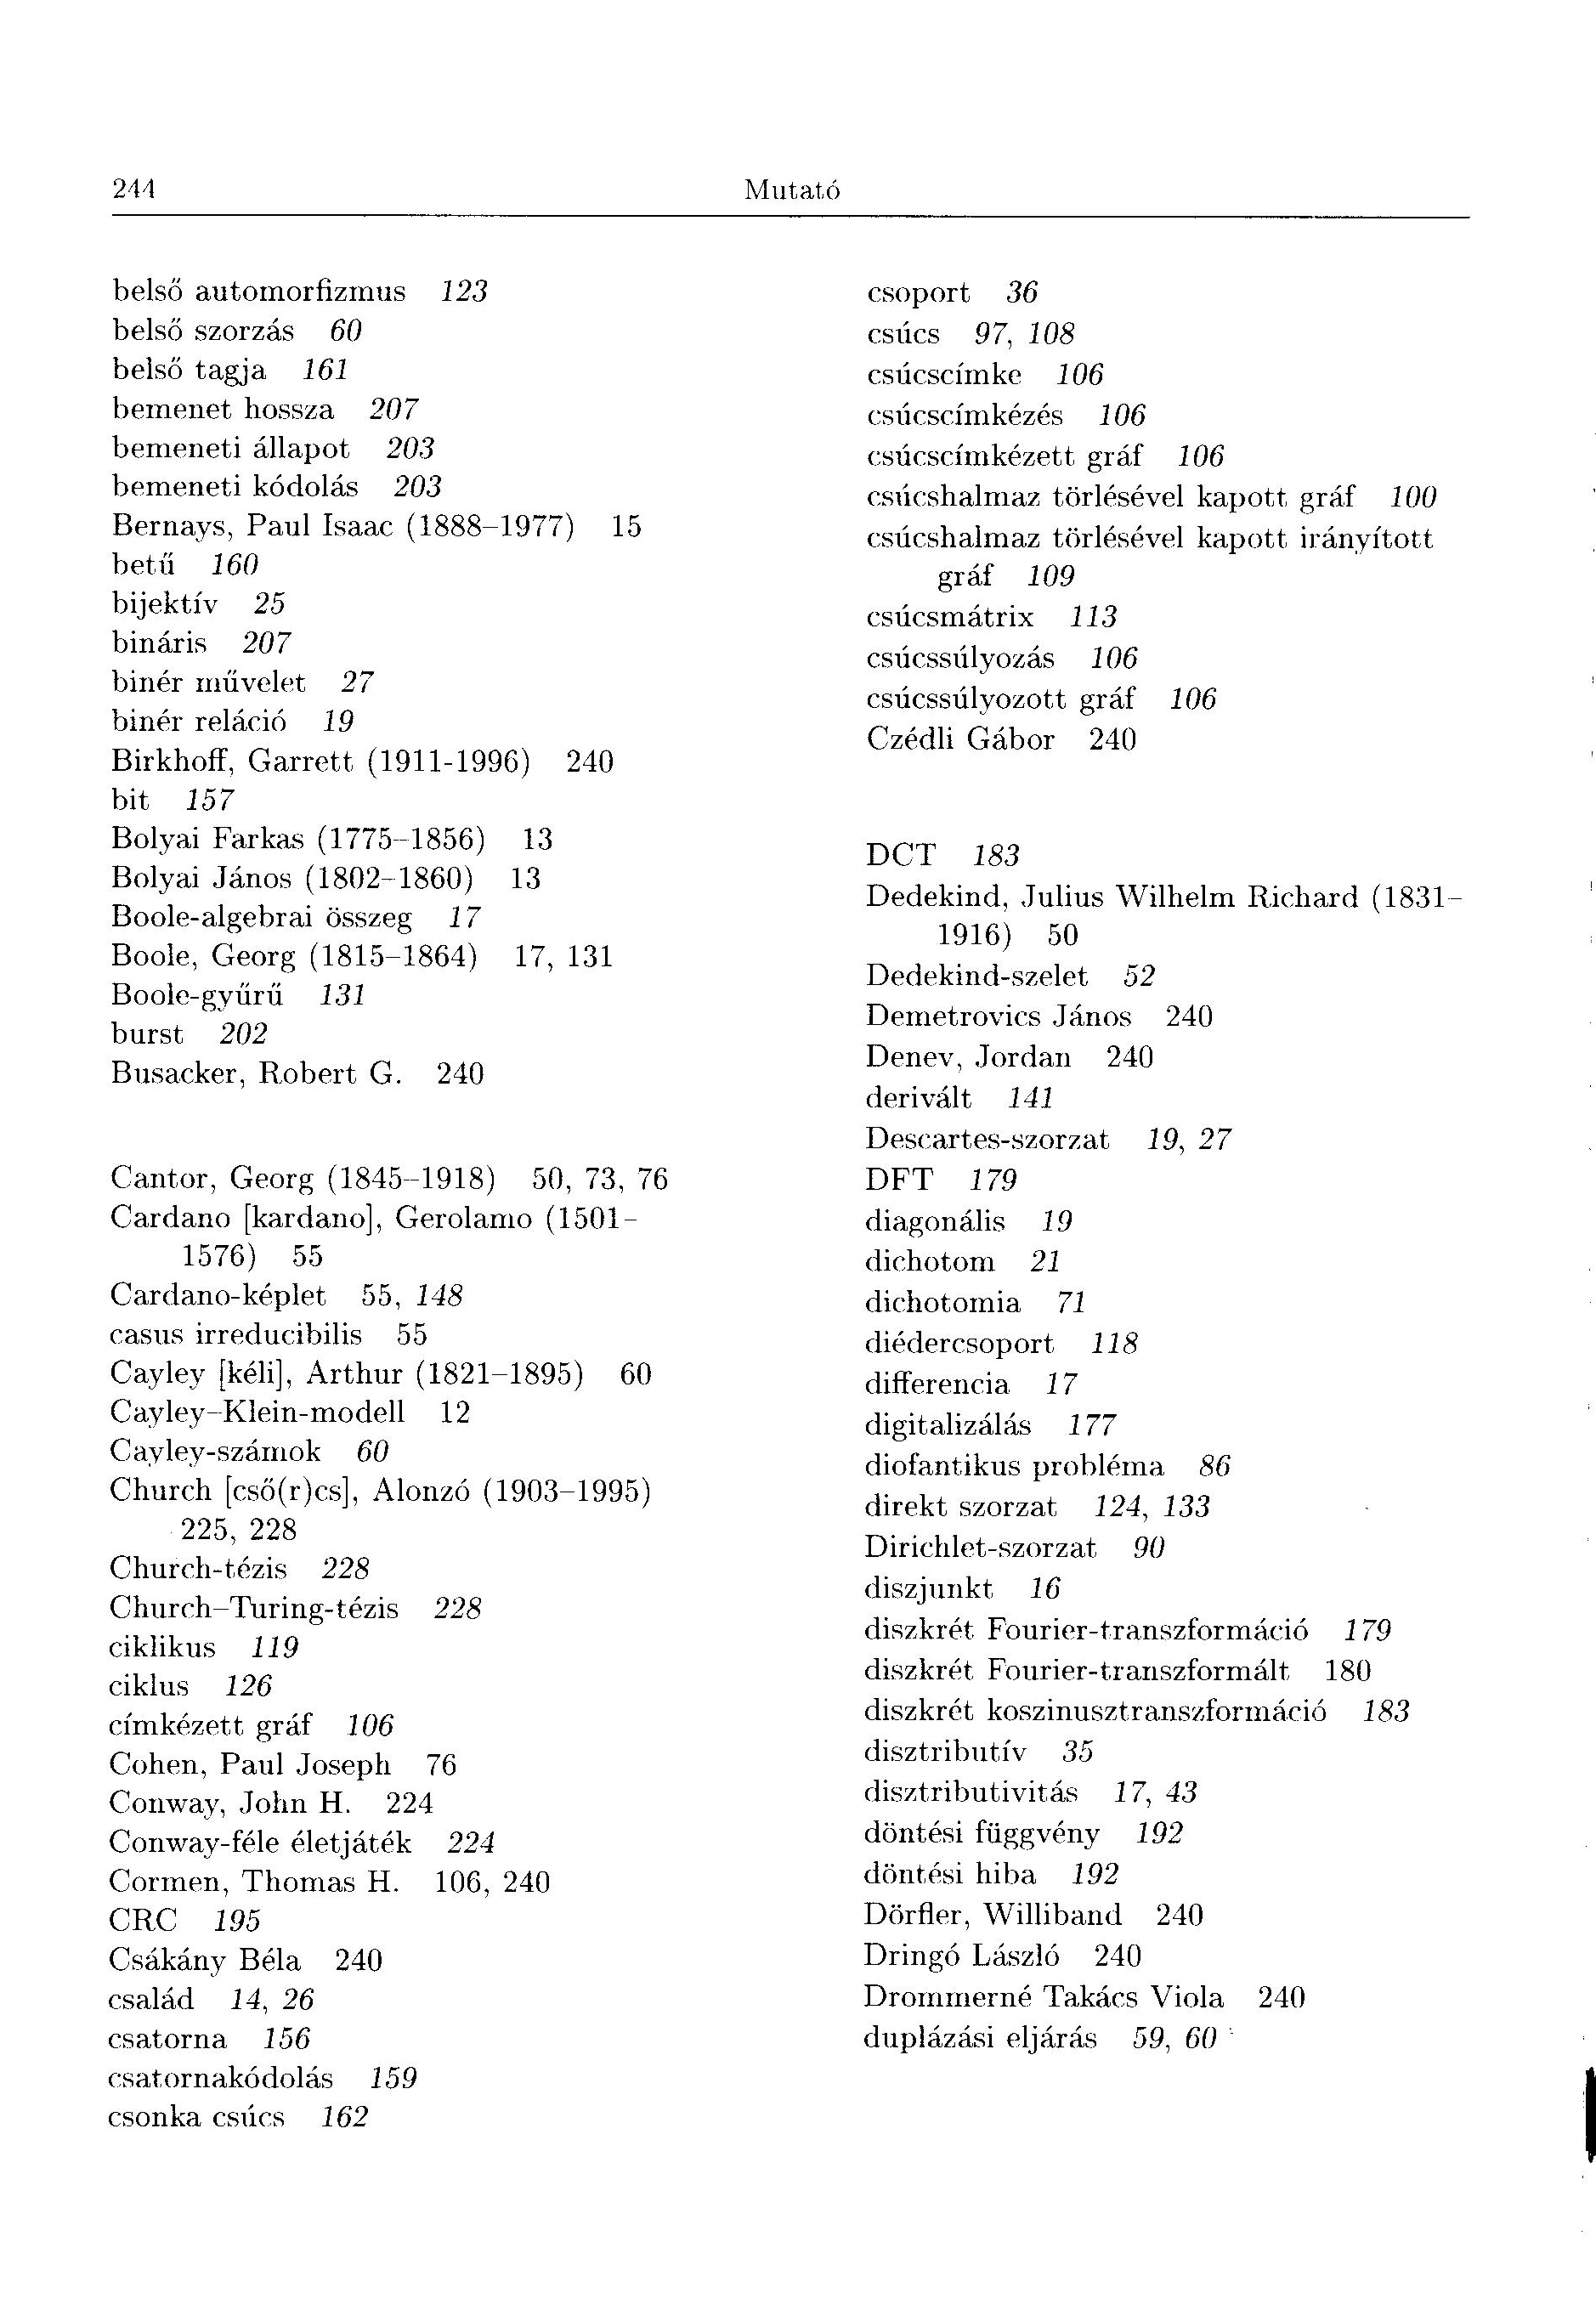 244 Mutató
belső automorfizmus 123
belső szorzás 60
belső tagja 161
bemenet hossza 207
bemeneti állapot 203
bemeneti kódolás 203
Bernays, Paul Isaac (1888–1977) 15
betű 160
bijektív 25
bináris 207
binér művelet 27
binér reláció 19
Birkhoff, Garrett (1911-1996) 240
bit 157
Bolyai Farkas (1775–1856) 13
Bolyai János (1802–1860) 13
Boole-algebrai összeg 17
Boole, Georg (1815–1864) 17, 131
Boole-gyűrű 131
burst 202
Busacker, Robert G. 240
Cantor, Georg (1845–1918) 50, 73, 76
Cardano [kardano], Gerolamo (1501–
1576) 55
Cardano-képlet 55, 148
casus irreducibilis 55
Cayley [kéli], Arthur (1821–1895) 60
Cayley–Klein-modell 12
Cayley-számok 60
Church [cső(r)cs], Alonzó (1903–1995)
225, 228
Church-tézis 228
Church–Turing-tézis 228
ciklikus 119
ciklus 126
címkézett gráf 106
Cohen, Paul Joseph 76
Conway, John H. 224
Conway-féle életjáték 224
Cormen, Thomas H. 106, 240
CRC 195
Csákány Béla 240
család 14, 26
csatorna 156
csatornakódolás 159
csonka csúcs 162
csoport 36
csúcs 97, 108
csúcscímke 106
csúcscímkézés 106
csúcscímkézett gráf 106
csúcshalmaz törlésével kapott gráf 100
csúcshalmaz törlésével kapott irányított
gráf 109
csúcsmátrix 113
csúcssúlyozás 106
csúcssúlyozott gráf 106
Czédli Gábor 240
DCT 183
Dedekind, Julius Wilhelm Richard (1831–
1916) 50
Dedekind-szelet 52
Demetrovics János 240
Denev, Jordan 240
derivált 141
Descartes-szorzat 19, 27
DFT 179
diagonális 19
dichotom 21
dichotomia 71
diédercsoport 118
differencia 17
digitalizálás 177
diofantikus probléma 86
direkt szorzat 124, 133
Dirichlet-szorzat 90
diszjunkt 16
diszkrét Fourier-transzformáció 179
diszkrét Fourier-transzformált 180
diszkrét koszinusztranszformáció 183
disztributív 35
disztributivitás 17, 43
döntési függvény 192
döntési hiba 192
Dörfler, Williband 240
Dringó László 240
Drommerné Takács Viola 240
duplázási eljárás 59, 60